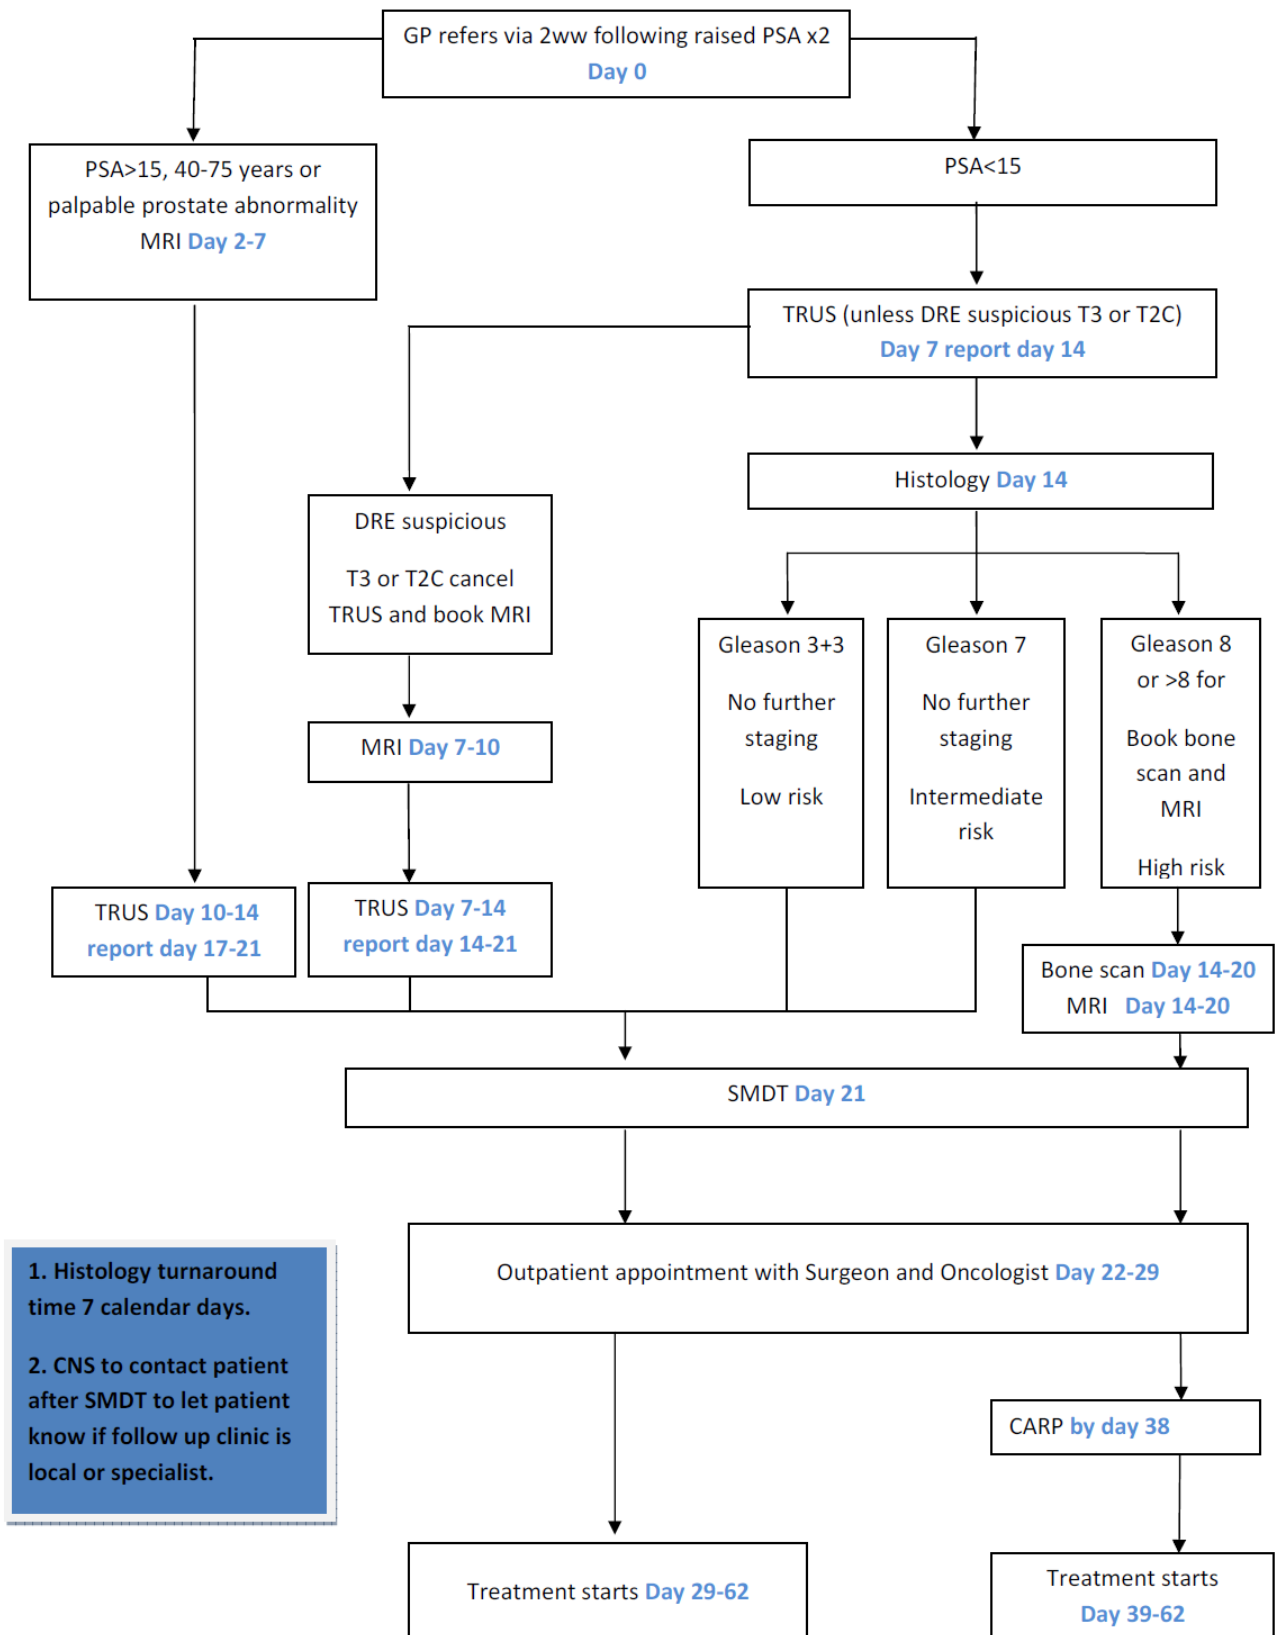 GP refers via 2ww following raised PSA x2
Day 0
PSA>15, 40-75 years or
palpable prostate abnormality
MRI Day 2-7
PSA<15
TRUS (unless DRE suspicious T3 or T2C)
Day 7 report day 14
Histology Day 14
DRE suspicious
T3 or T2C cancel
TRUS and book MRI
MRI Day 7-10
Gleason 3+3
No further
staging
Low risk
Gleason 7
No further
staging
Intermediate
risk
Gleason 8
or >8 for
Book bone
scan and
MRI
High risk
TRUS Day 10-14
report day 17-21
TRUS Day 7-14
report day 14-21
Bone scan Day 14-20
MRI Day 14-20
SMDT Day 21
Outpatient appointment with Surgeon and Oncologist Day 22-29
1. Histology turnaround
time 7 calendar days.
2. CNS to contact patient
after SMDT to let patient
know if follow up clinic is
local or specialist.
CARP by day 38
Treatment starts Day 29-62
Treatment starts
Day 39-62